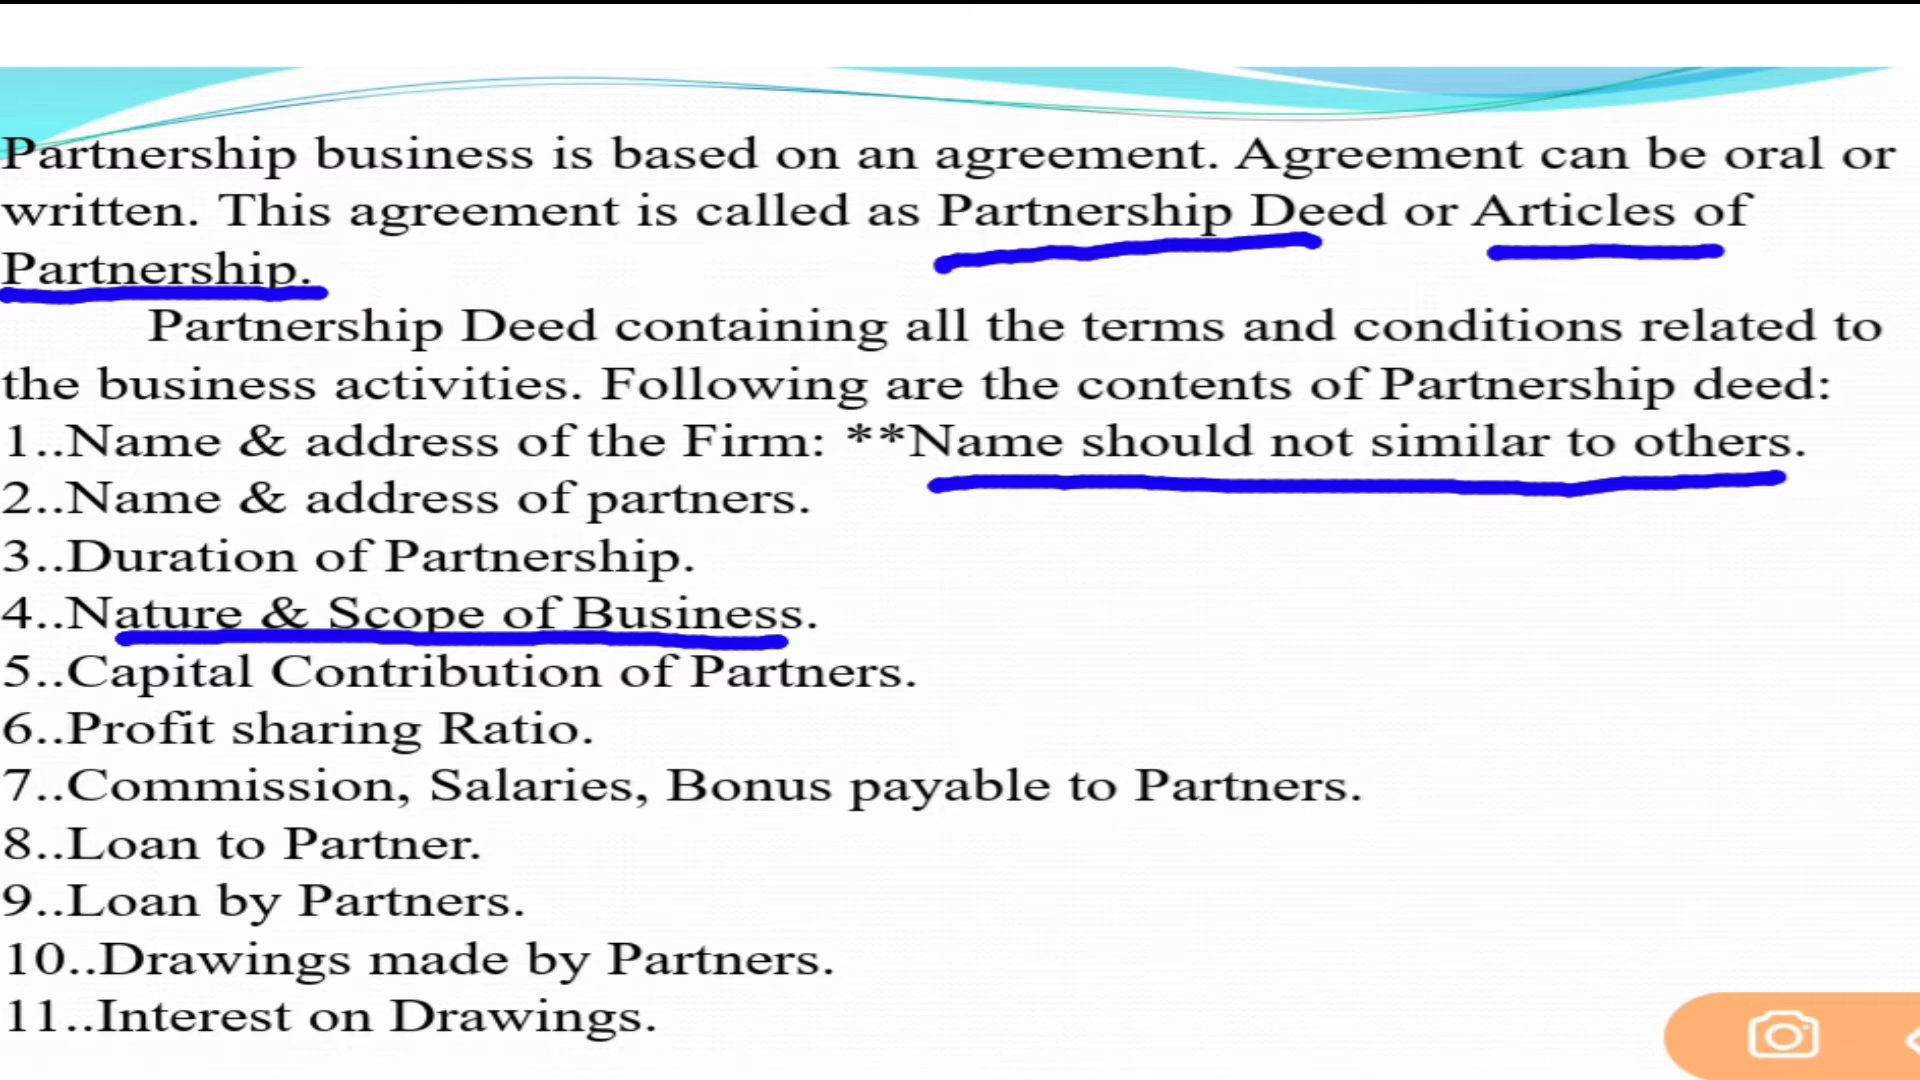 Partnership business is based on an agreement. Agreement can be oral or
written. This agreement is called as Partnership Deed or Articles of
Partnership.
Partnership Deed containing all the terms and conditions related to
the business activities. Following are the contents of Partnership deed:
1..Name & address of the Firm: **Name should not similar to others.
2..Name & address of partners.
3..Duration of Partnership.
4..Nature & Scope of Business.
5..Capital Contribution of Partners.
6..Profit sharing Ratio.
7..Commission, Salaries, Bonus payable to Partners.
8..Loan to Partner.
9..Loan by Partners.
10..Drawings made by Partners.
11..Interest on Drawings.